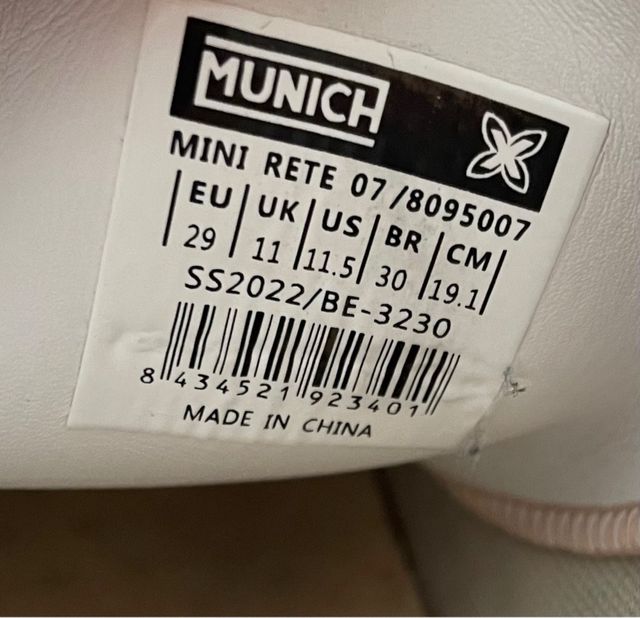 MUNICH
MINI RETE 07/8095007
EU UK US BR CM
29 11 11.5 30 19.1
SS2022/BE-3230
8 434521 923401
MADE IN CHINA